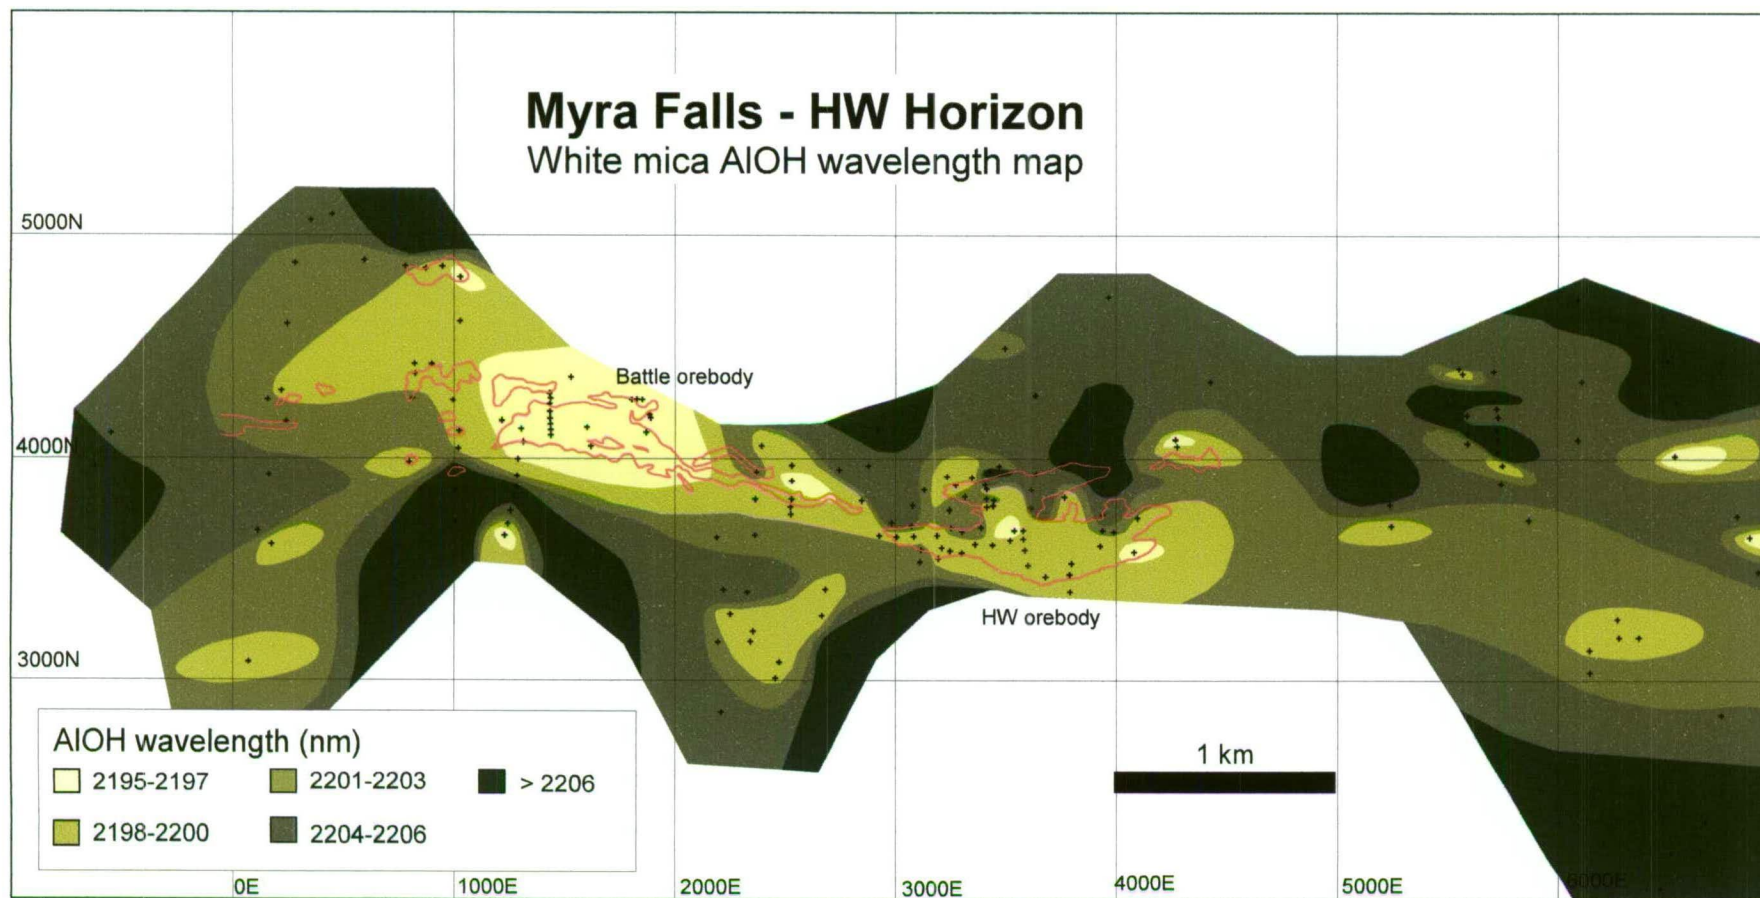 Myra Falls - HW Horizon
White mica AlOH wavelength map
5000N
Battle orebody
4000N
HW orebody
3000N
AlOH wavelength (nm)
2195-2197
2201-2203
> 2206
2198-2200
2204-2206
1 km
0E
1000E
2000E
3000E
4000E
5000E
6000E